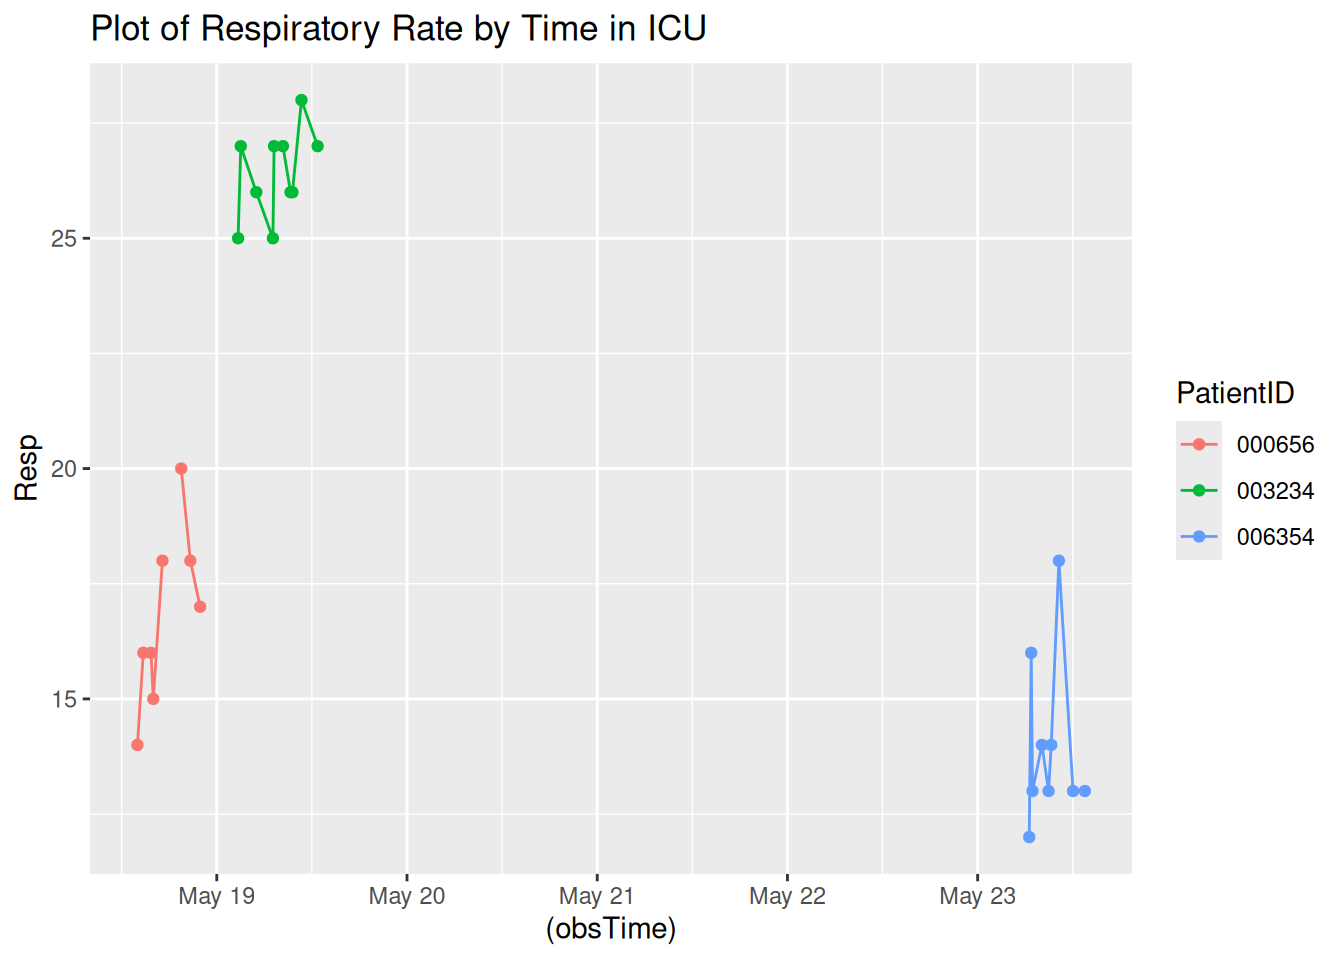 Plot of Respiratory Rate by Time in ICU
Resp
25
20
15
May 19 May 20 May 21 May 22 May 23
(obsTime)
PatientID
000656
003234
006354